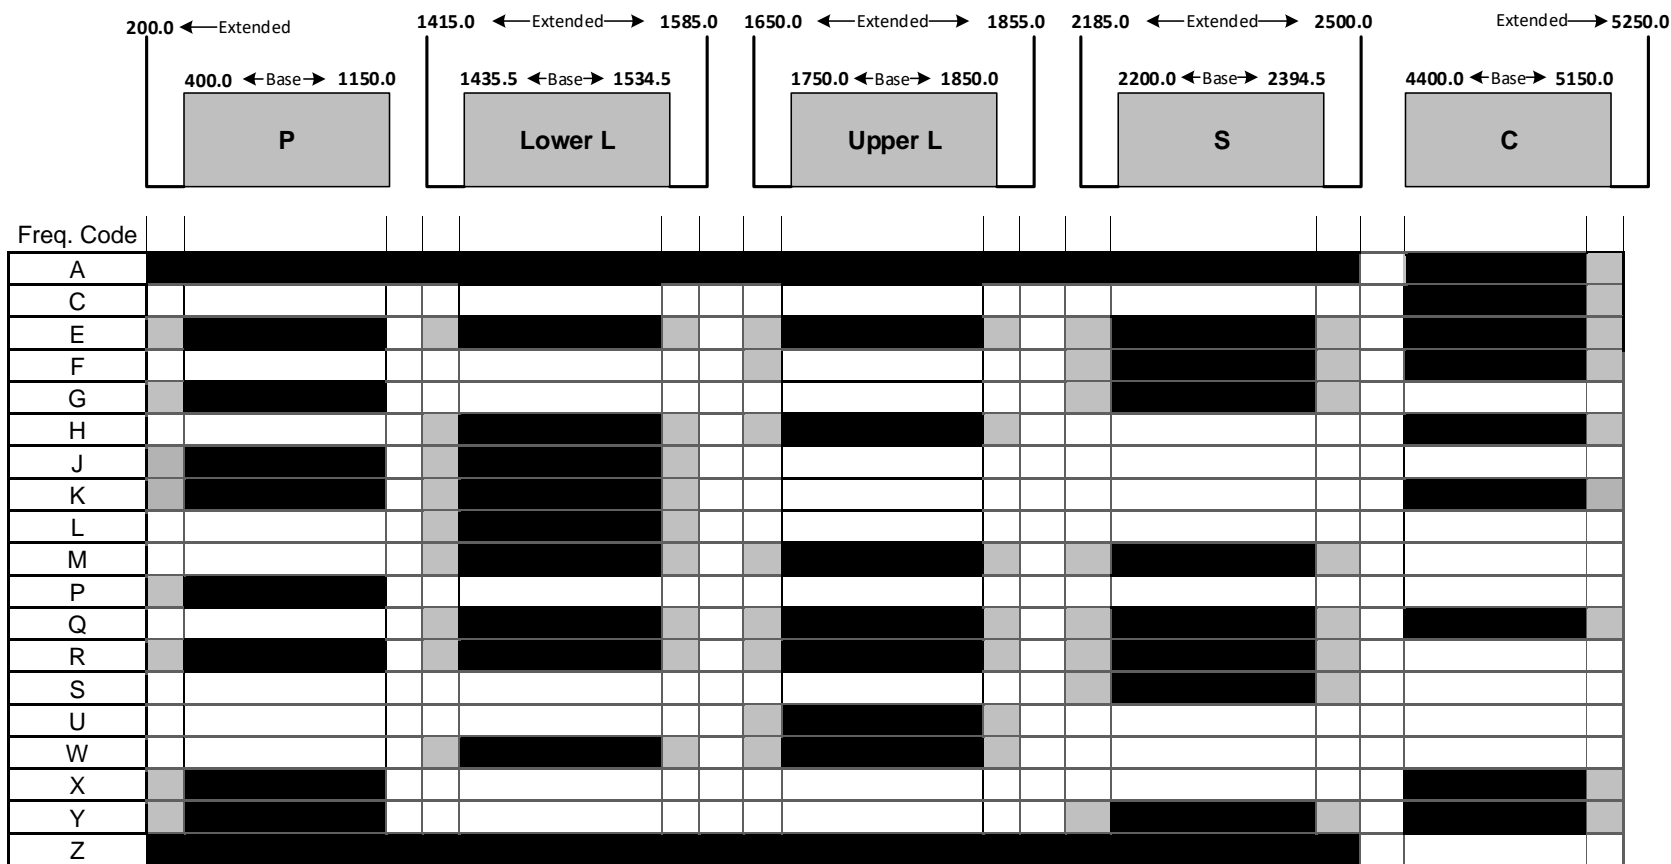 200.0 Extended
1415.0 Extended 1585.0
1650.0 Extended 1855.0
2185.0 Extended 2500.0
Extended 5250.0
400.0 Base 1150.0
1435.5 Base 1534.5
1750.0 Base 1850.0
2200.0 Base 2394.5
4400.0 Base 5150.0
P
Lower L
Upper L
S
C
Freq. Code
A
C
E
F
G
H
J
K
L
M
P
Q
R
S
U
W
X
Y
Z